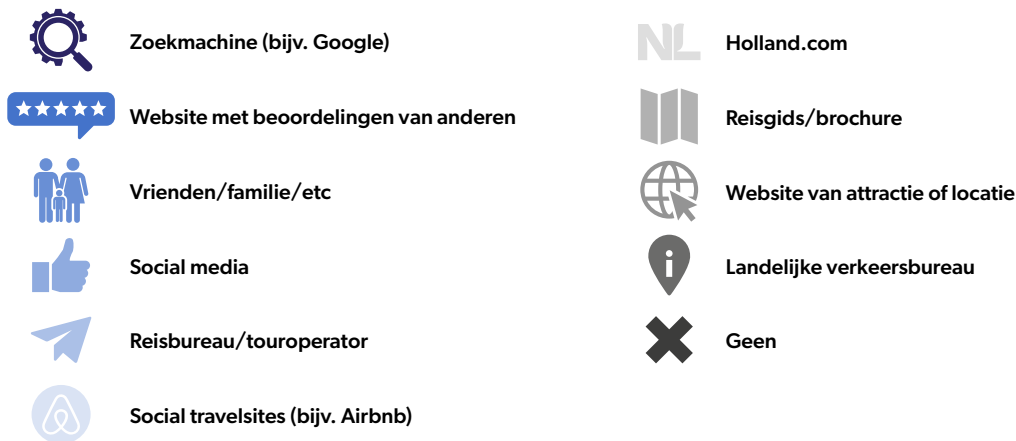 Zoekmachine (bijv. Google)
Website met beoordelingen van anderen
Vrienden/familie/etc
Social media
Reisbureau/touroperator
Social travelsites (bijv. Airbnb)
NL
Holland.com
Reisgids/brochure
Website van attractie of locatie
Landelijke verkeersbureau
Geen